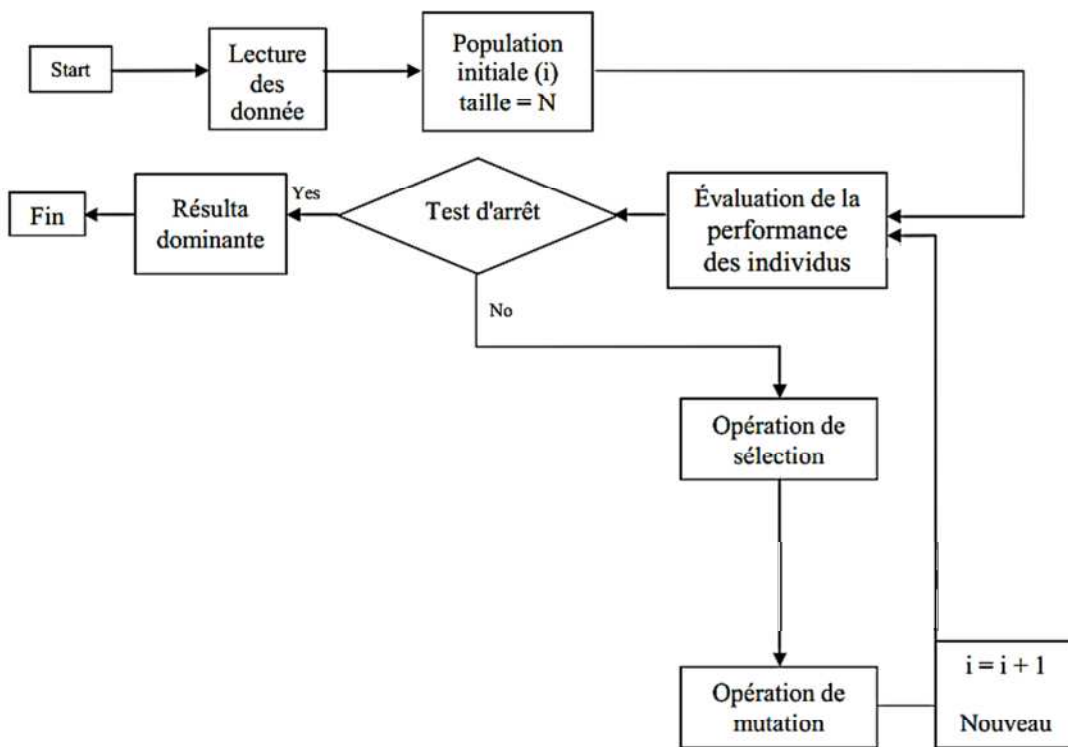 Start
Lecture
des
donnée
Population
initiale (i)
taille = N
Fin
Résulta
dominante
Yes
Test d'arrêt
Évaluation de la
performance
des individus
No
Opération de
sélection
Opération de
mutation
i = i + 1
Nouveau